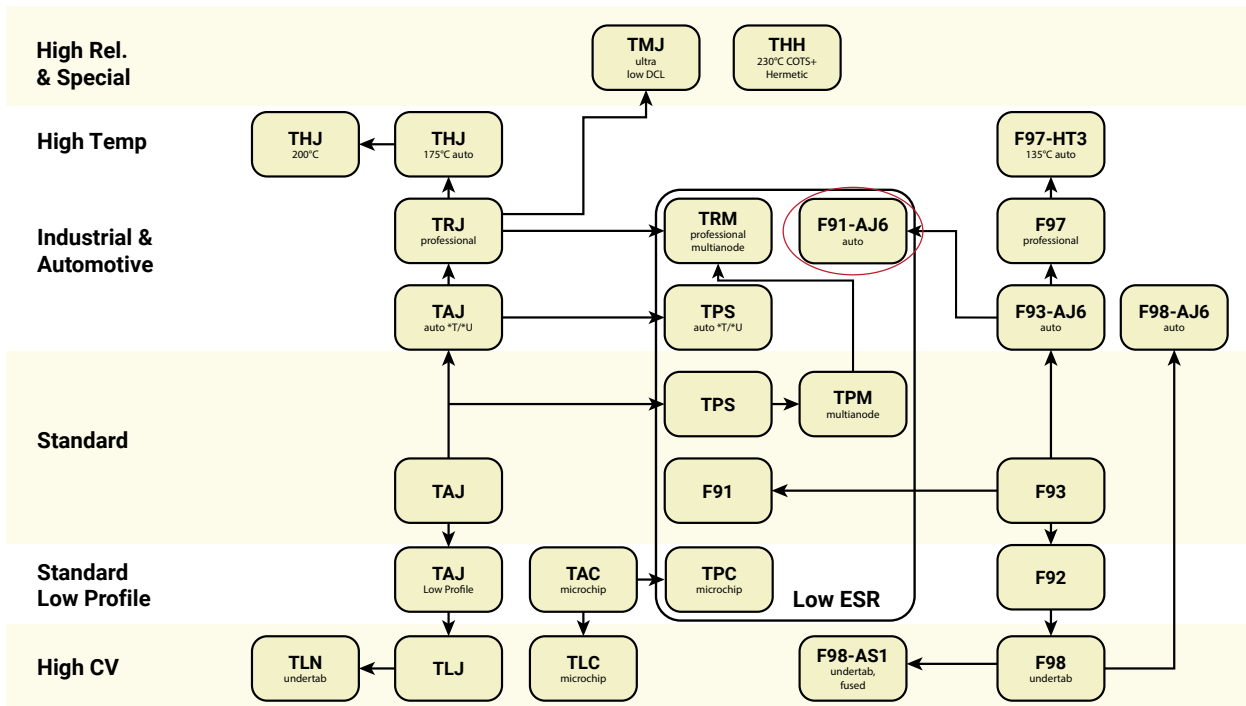 High Rel.
& Special
TMJ
ultra
low DCL
THH
230°C COTS+
Hermetic
High Temp
THJ
200°C
THJ
175°C auto
F97-HT3
135°C auto
Industrial &
Automotive
TRJ
professional
TRM
professional
multianode
F91-AJ6
auto
F97
professional
TAJ
auto *T/*U
TPS
auto *T/*U
F93-AJ6
auto
F98-AJ6
auto
Standard
TPS
TPM
multianode
TAJ
F91
F93
Standard
Low Profile
TAJ
Low Profile
TAC
microchip
TPC
microchip
Low ESR
F92
High CV
TLN
undertab
TLJ
TLC
microchip
F98-AS1
undertab,
fused
F98
undertab